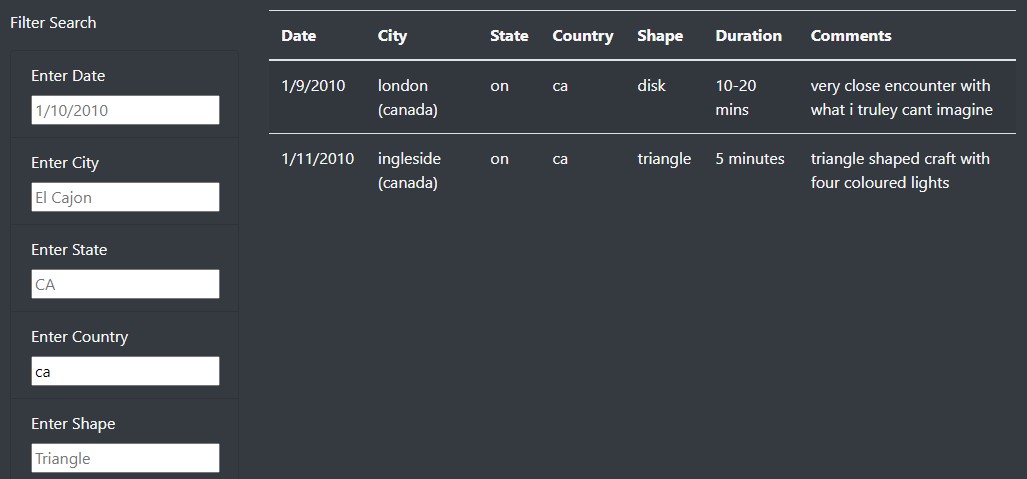 Filter Search
Enter Date
1/10/2010
Enter City
El Cajon
Enter State
CA
Enter Country
ca
Enter Shape
Triangle
Date City State Country Shape Duration Comments
1/9/2010 london on ca disk 10-20 very close encounter with
(canada) mins what i truley cant imagine
1/11/2010 ingleside on ca triangle 5 minutes triangle shaped craft with
(canada) four coloured lights